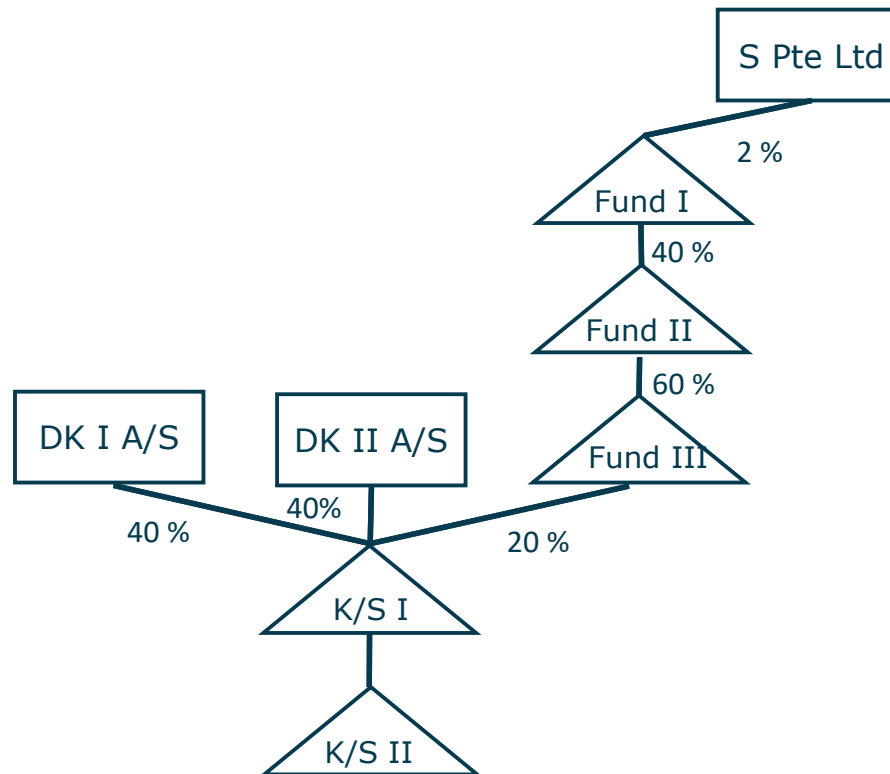 S Pte Ltd
2 %
Fund I
40 %
Fund II
60 %
DK I A/S
DK II A/S
Fund III
40 %
40%
20 %
K/S I
K/S II